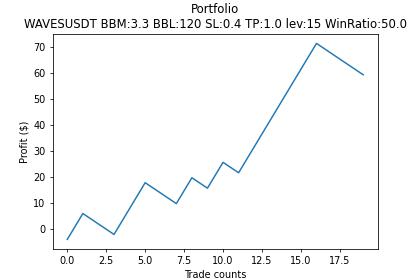 Portfolio
WAVESUSDT BBM:3.3 BBL:120 SL:0.4 TP:1.0 lev:15 WinRatio:50.0
70
60
50
40
30
20
10
0
Profit ($)
0.0 2.5 5.0 7.5 10.0 12.5 15.0 17.5
Trade counts